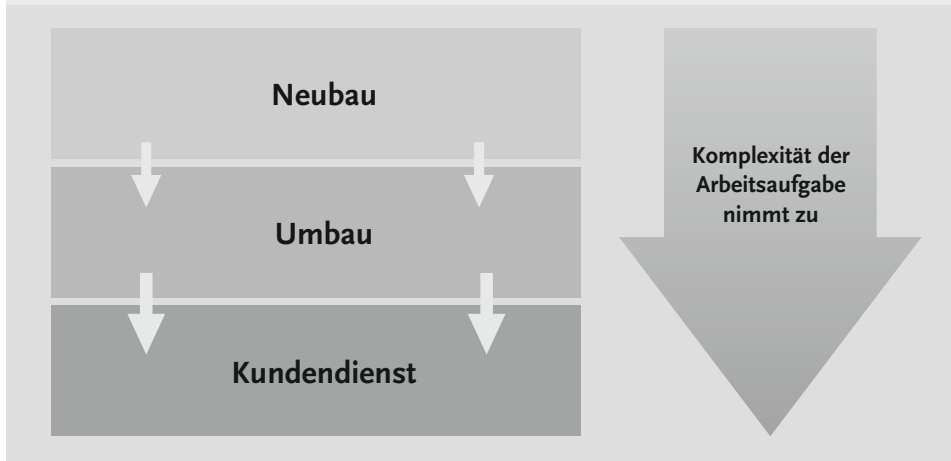 Neubau
Umbau
Kundendienst
Komplexität der
Arbeitsaufgabe
nimmt zu